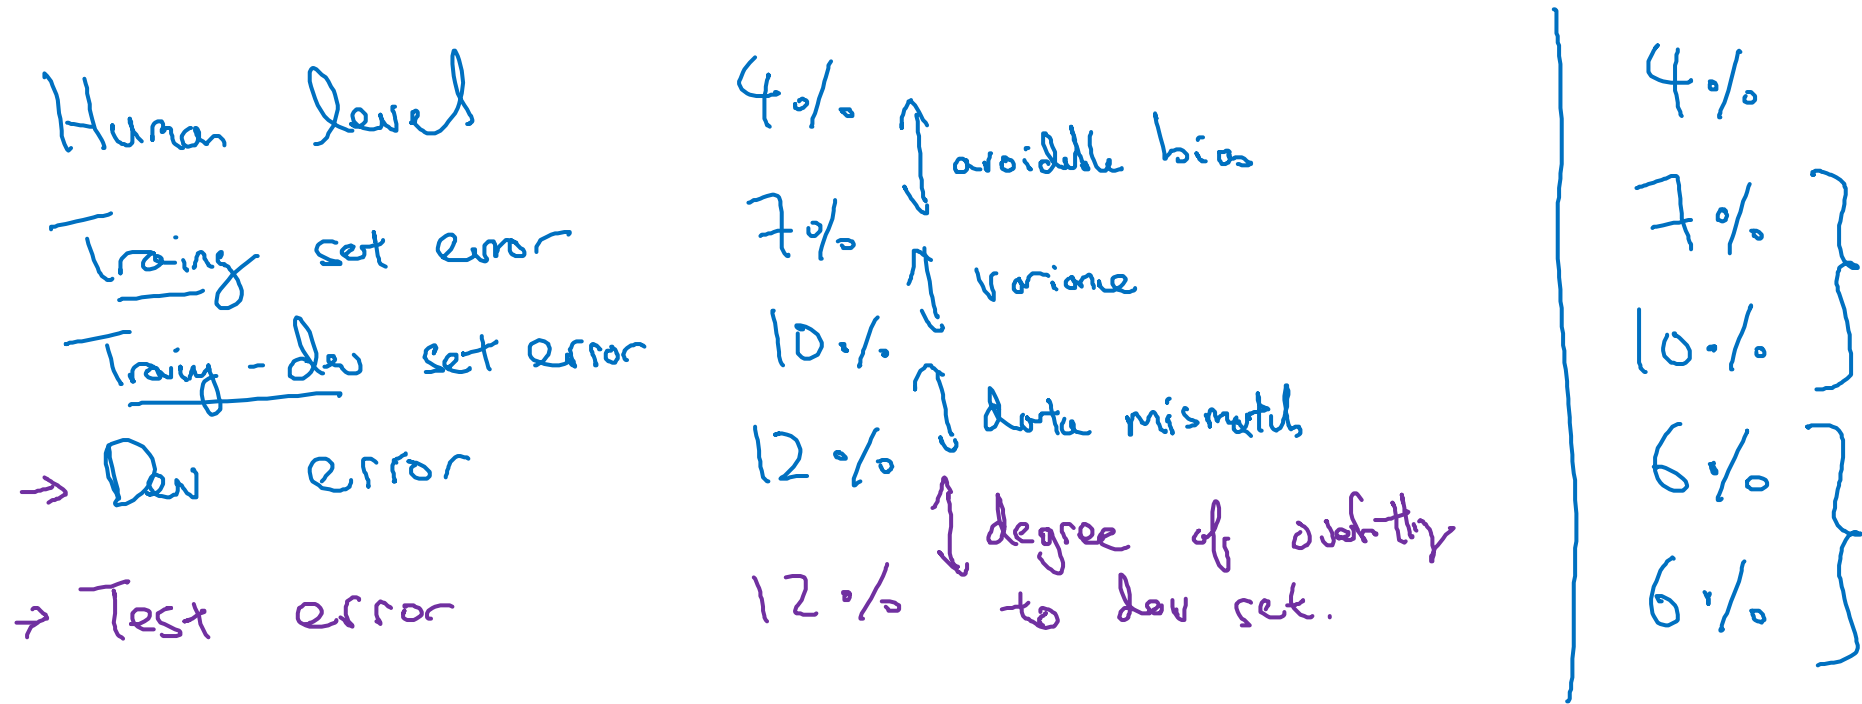 Human level 4% 4%
avoidable bias
Training set error 7% 7%
variance
Training-dev set error 10% 10%
data mismatch
→ Dev error 12% 6%
degree of overfitting
→ Test error 12% to dev set. 6%